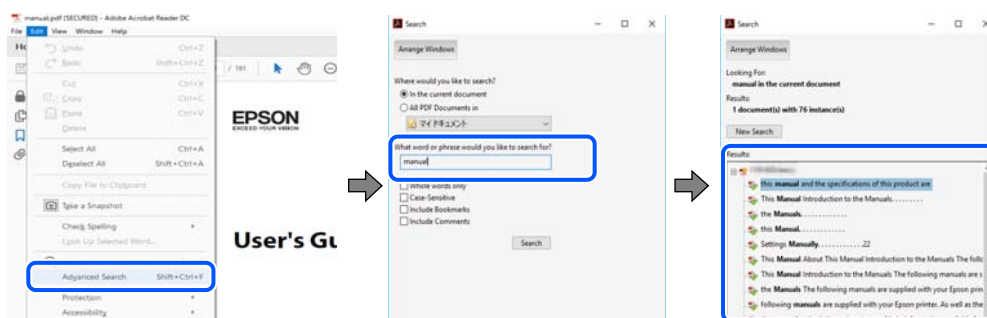 manual.pdf (SECURED) - Adobe Acrobat Reader DC
File Edit View Window Help
Undo Ctrl+Z
Redo Shift+Ctrl+Z
Cut Ctrl+X
Copy Ctrl+C
Paste Ctrl+V
Delete
Select All Ctrl+A
Deselect All Shift+Ctrl+A
Copy File to Clipboard
Take a Snapshot
Check Spelling
Look Up Selected Word...
Advanced Search Shift+Ctrl+F
Protection
Accessibility
/ 181
EPSON
EXCEED YOUR VISION
User's Gu
Search
Arrange Windows
Where would you like to search?
In the current document
All PDF Documents in
マイ ドキュメント
What word or phrase would you like to search for?
manual
Whole words only
Case-Sensitive
Include Bookmarks
Include Comments
Search
Search
Arrange Windows
Looking For:
manual in the current document
Results:
1 document(s) with 76 instance(s)
New Search
Results
this manual and the specifications of this product are
This Manual Introduction to the Manuals. . . . . . . . .
the Manuals. . . . . . . . . . . . .
this Manual. . . . . . . . . . . . .
Settings Manually. . . . . . . . . . . . .22
This Manual About This Manual Introduction to the Manuals The follo
This Manual Introduction to the Manuals The following manuals are s
the Manuals The following manuals are supplied with your Epson prin
following manuals are supplied with your Epson printer. As well as the